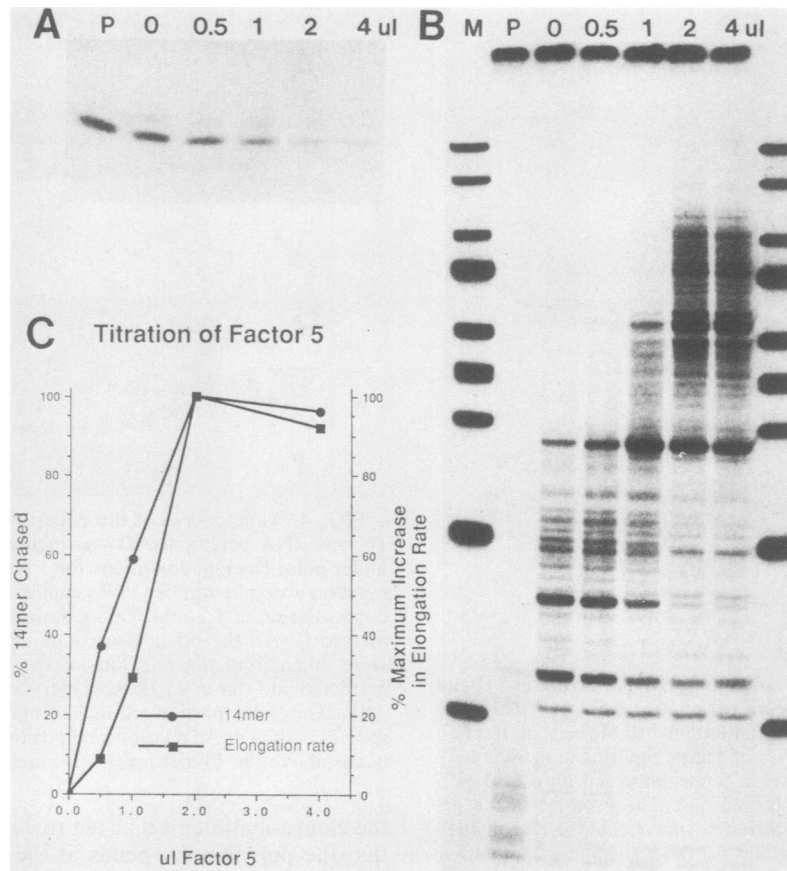 A
P 0 0.5 1 2 4 ul
B
M P 0 0.5 1 2 4 ul
C
Titration of Factor 5
% 14mer Chased
100
80
60
40
20
0
100
80
60
40
20
0
% Maximum Increase
in Elongation Rate
14mer
Elongation rate
0.0 1.0 2.0 3.0 4.0
ul Factor 5